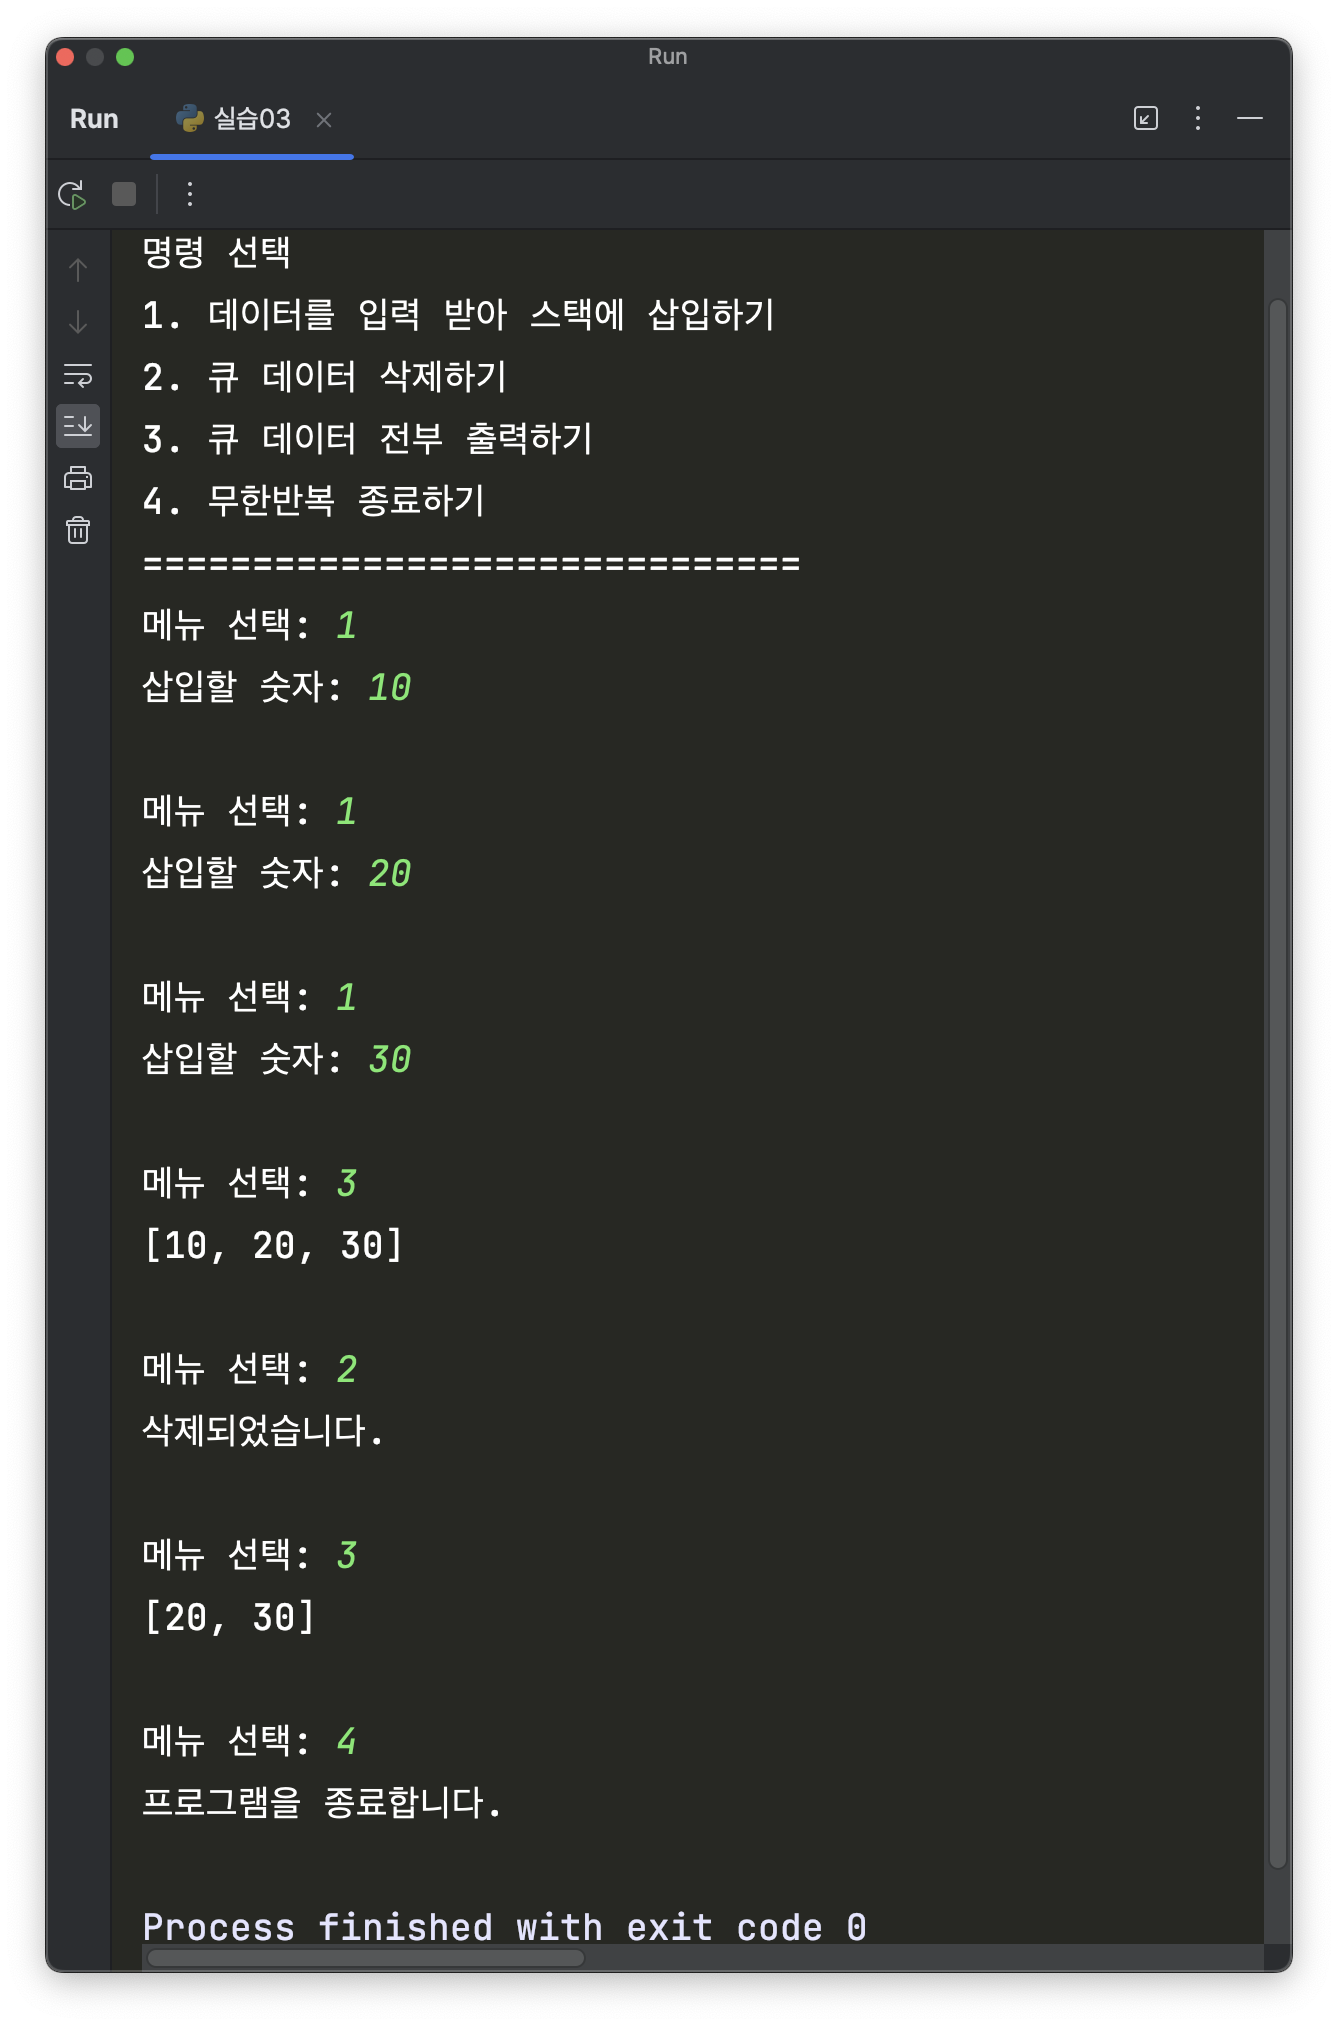 Run
Run 실습03
명령 선택
1. 데이터를 입력 받아 스택에 삽입하기
2. 큐 데이터 삭제하기
3. 큐 데이터 전부 출력하기
4. 무한반복 종료하기
==============================
메뉴 선택: 1
삽입할 숫자: 10
메뉴 선택: 1
삽입할 숫자: 20
메뉴 선택: 1
삽입할 숫자: 30
메뉴 선택: 3
[10, 20, 30]
메뉴 선택: 2
삭제되었습니다.
메뉴 선택: 3
[20, 30]
메뉴 선택: 4
프로그램을 종료합니다.
Process finished with exit code 0